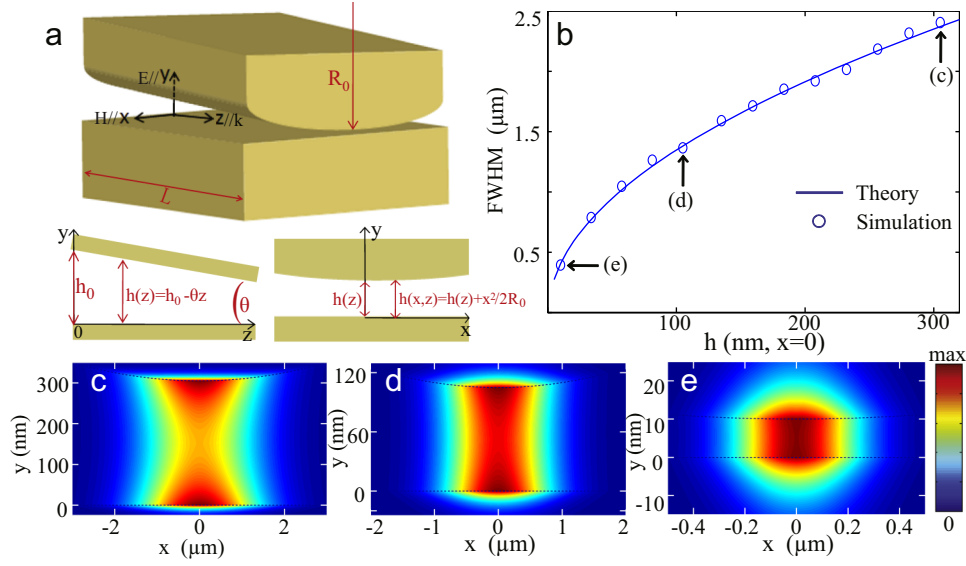 a
E//y
H//x
z//k
R₀
L
y
h₀
h(z)=h₀-θz
θ
0
z
y
h(z)
h(x,z)=h(z)+x²/2R₀
x
b
2.5
1.5
0.5
FWHM (μm)
0
100
200
300
h (nm, x=0)
(c)
(d)
(e)
Theory
Simulation
c
300
200
100
0
y (nm)
-2
0
2
x (μm)
d
120
60
0
y (nm)
-2
-1
0
1
2
x (μm)
e
20
10
0
-10
y (nm)
-0.4
-0.2
0
0.2
0.4
x (μm)
max
0